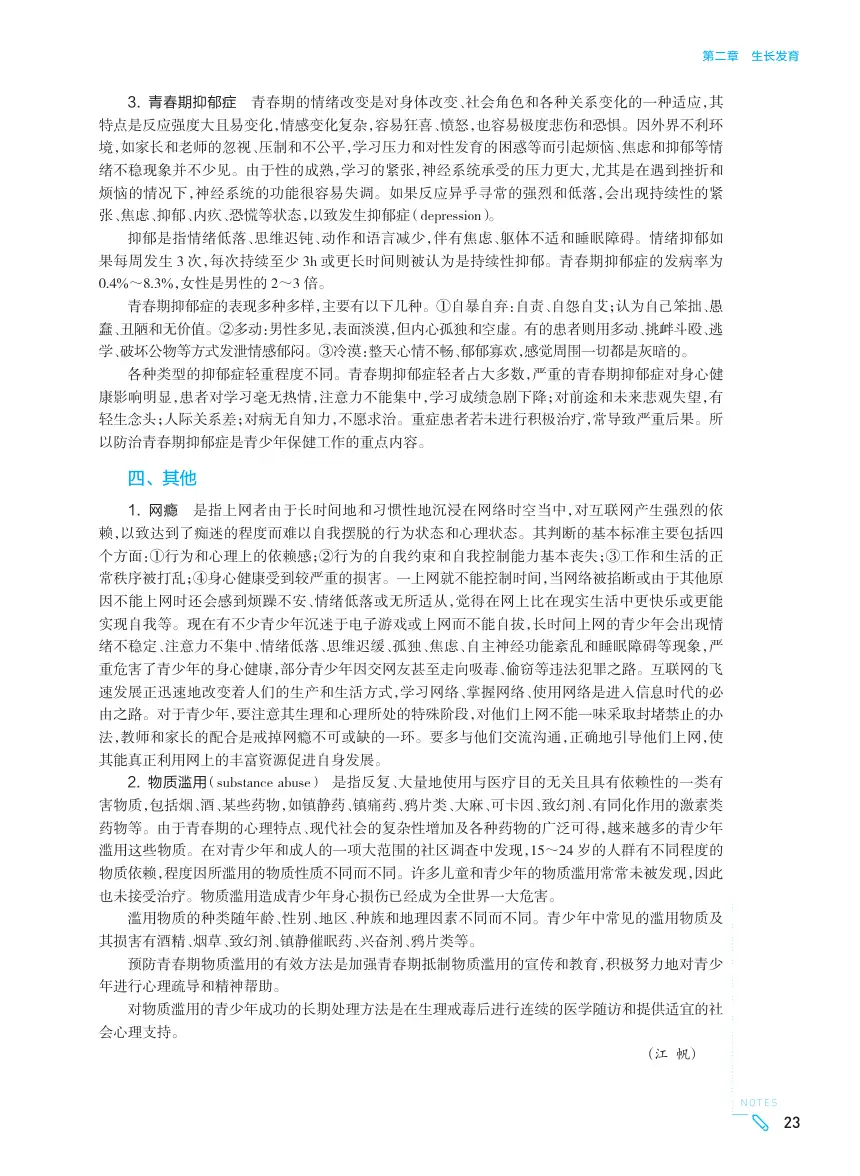 第二章 生长发育
3. 青春期抑郁症 青春期的情绪改变是对身体改变、社会角色和各种关系变化的一种适应,其
特点是反应强度大且易变化,情感变化复杂,容易狂喜、愤怒,也容易极度悲伤和恐惧。因外界不利环
境,如家长和老师的忽视、压制和不公平,学习压力和对性发育的困惑等而引起烦恼、焦虑和抑郁等情
绪不稳现象并不少见。由于性的成熟,学习的紧张,神经系统承受的压力更大,尤其是在遇到挫折和
烦恼的情况下,神经系统的功能很容易失调。如果反应异乎寻常的强烈和低落,会出现持续性的紧
张、焦虑、抑郁、内疚、恐慌等状态,以致发生抑郁症(depression)。
抑郁是指情绪低落、思维迟钝、动作和语言减少,伴有焦虑、躯体不适和睡眠障碍。情绪抑郁如
果每周发生 3 次,每次持续至少 3h 或更长时间则被认为是持续性抑郁。青春期抑郁症的发病率为
0.4%～8.3%,女性是男性的 2～3 倍。
青春期抑郁症的表现多种多样,主要有以下几种。①自暴自弃:自责、自怨自艾;认为自己笨拙、愚
蠢、丑陋和无价值。②多动:男性多见,表面淡漠,但内心孤独和空虚。有的患者则用多动、挑衅斗殴、逃
学、破坏公物等方式发泄情感郁闷。③冷漠:整天心情不畅、郁郁寡欢,感觉周围一切都是灰暗的。
各种类型的抑郁症轻重程度不同。青春期抑郁症轻者占大多数,严重的青春期抑郁症对身心健
康影响明显,患者对学习毫无热情,注意力不能集中,学习成绩急剧下降;对前途和未来悲观失望,有
轻生念头;人际关系差;对病无自知力,不愿求治。重症患者若未进行积极治疗,常导致严重后果。所
以防治青春期抑郁症是青少年保健工作的重点内容。
四、其他
1. 网瘾 是指上网者由于长时间地和习惯性地沉浸在网络时空当中,对互联网产生强烈的依
赖,以致达到了痴迷的程度而难以自我摆脱的行为状态和心理状态。其判断的基本标准主要包括四
个方面:①行为和心理上的依赖感;②行为的自我约束和自我控制能力基本丧失;③工作和生活的正
常秩序被打乱;④身心健康受到较严重的损害。一上网就不能控制时间,当网络被掐断或由于其他原
因不能上网时还会感到烦躁不安、情绪低落或无所适从,觉得在网上比在现实生活中更快乐或更能
实现自我等。现在有不少青少年沉迷于电子游戏或上网而不能自拔,长时间上网的青少年会出现情
绪不稳定、注意力不集中、情绪低落、思维迟缓、孤独、焦虑、自主神经功能紊乱和睡眠障碍等现象,严
重危害了青少年的身心健康,部分青少年因交网友甚至走向吸毒、偷窃等违法犯罪之路。互联网的飞
速发展正迅速地改变着人们的生产和生活方式,学习网络、掌握网络、使用网络是进入信息时代的必
由之路。对于青少年,要注意其生理和心理所处的特殊阶段,对他们上网不能一味采取封堵禁止的办
法,教师和家长的配合是戒掉网瘾不可或缺的一环。要多与他们交流沟通,正确地引导他们上网,使
其能真正利用网上的丰富资源促进自身发展。
2. 物质滥用(substance abuse) 是指反复、大量地使用与医疗目的无关且具有依赖性的一类有
害物质,包括烟、酒、某些药物,如镇静药、镇痛药、鸦片类、大麻、可卡因、致幻剂、有同化作用的激素类
药物等。由于青春期的心理特点、现代社会的复杂性增加及各种药物的广泛可得,越来越多的青少年
滥用这些物质。在对青少年和成人的一项大范围的社区调查中发现,15～24 岁的人群有不同程度的
物质依赖,程度因所滥用的物质性质不同而不同。许多儿童和青少年的物质滥用常常未被发现,因此
也未接受治疗。物质滥用造成青少年身心损伤已经成为全世界一大危害。
滥用物质的种类随年龄、性别、地区、种族和地理因素不同而不同。青少年中常见的滥用物质及
其损害有酒精、烟草、致幻剂、镇静催眠药、兴奋剂、鸦片类等。
预防青春期物质滥用的有效方法是加强青春期抵制物质滥用的宣传和教育,积极努力地对青少
年进行心理疏导和精神帮助。
对物质滥用的青少年成功的长期处理方法是在生理戒毒后进行连续的医学随访和提供适宜的社
会心理支持。
(江 帆)
NOTES
23